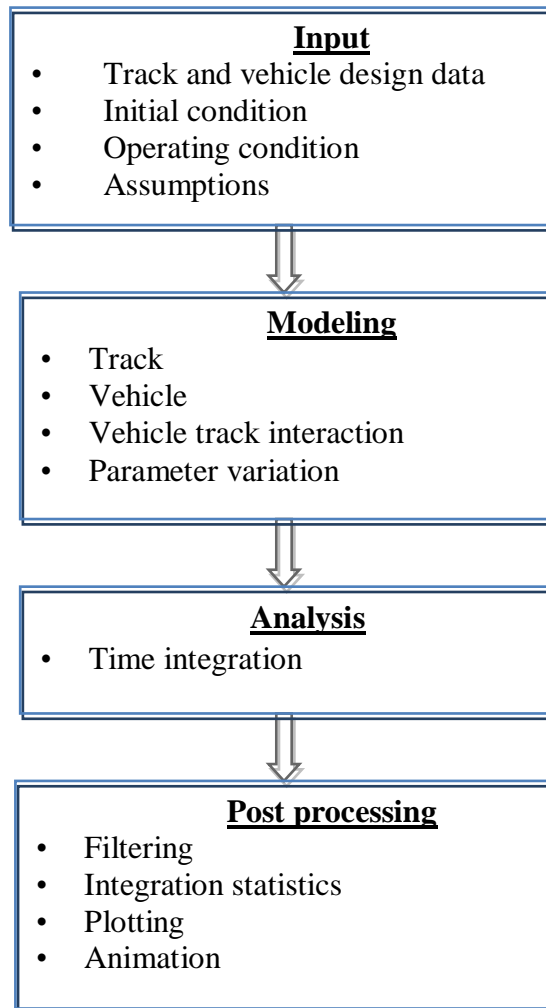 Input
• Track and vehicle design data
• Initial condition
• Operating condition
• Assumptions
Modeling
• Track
• Vehicle
• Vehicle track interaction
• Parameter variation
Analysis
• Time integration
Post processing
• Filtering
• Integration statistics
• Plotting
• Animation